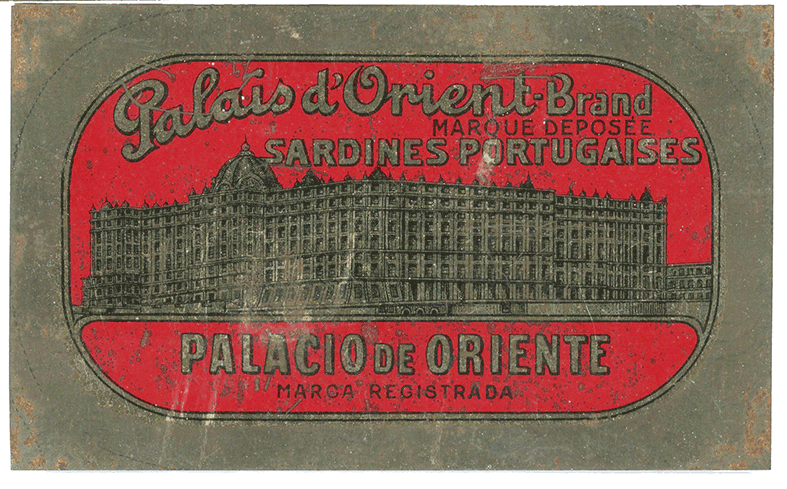 Palais d'Orient-Brand
MARQUE DEPOSÉE
SARDINES PORTUGAISES
PALACIO DE ORIENTE
MARCA REGISTRADA